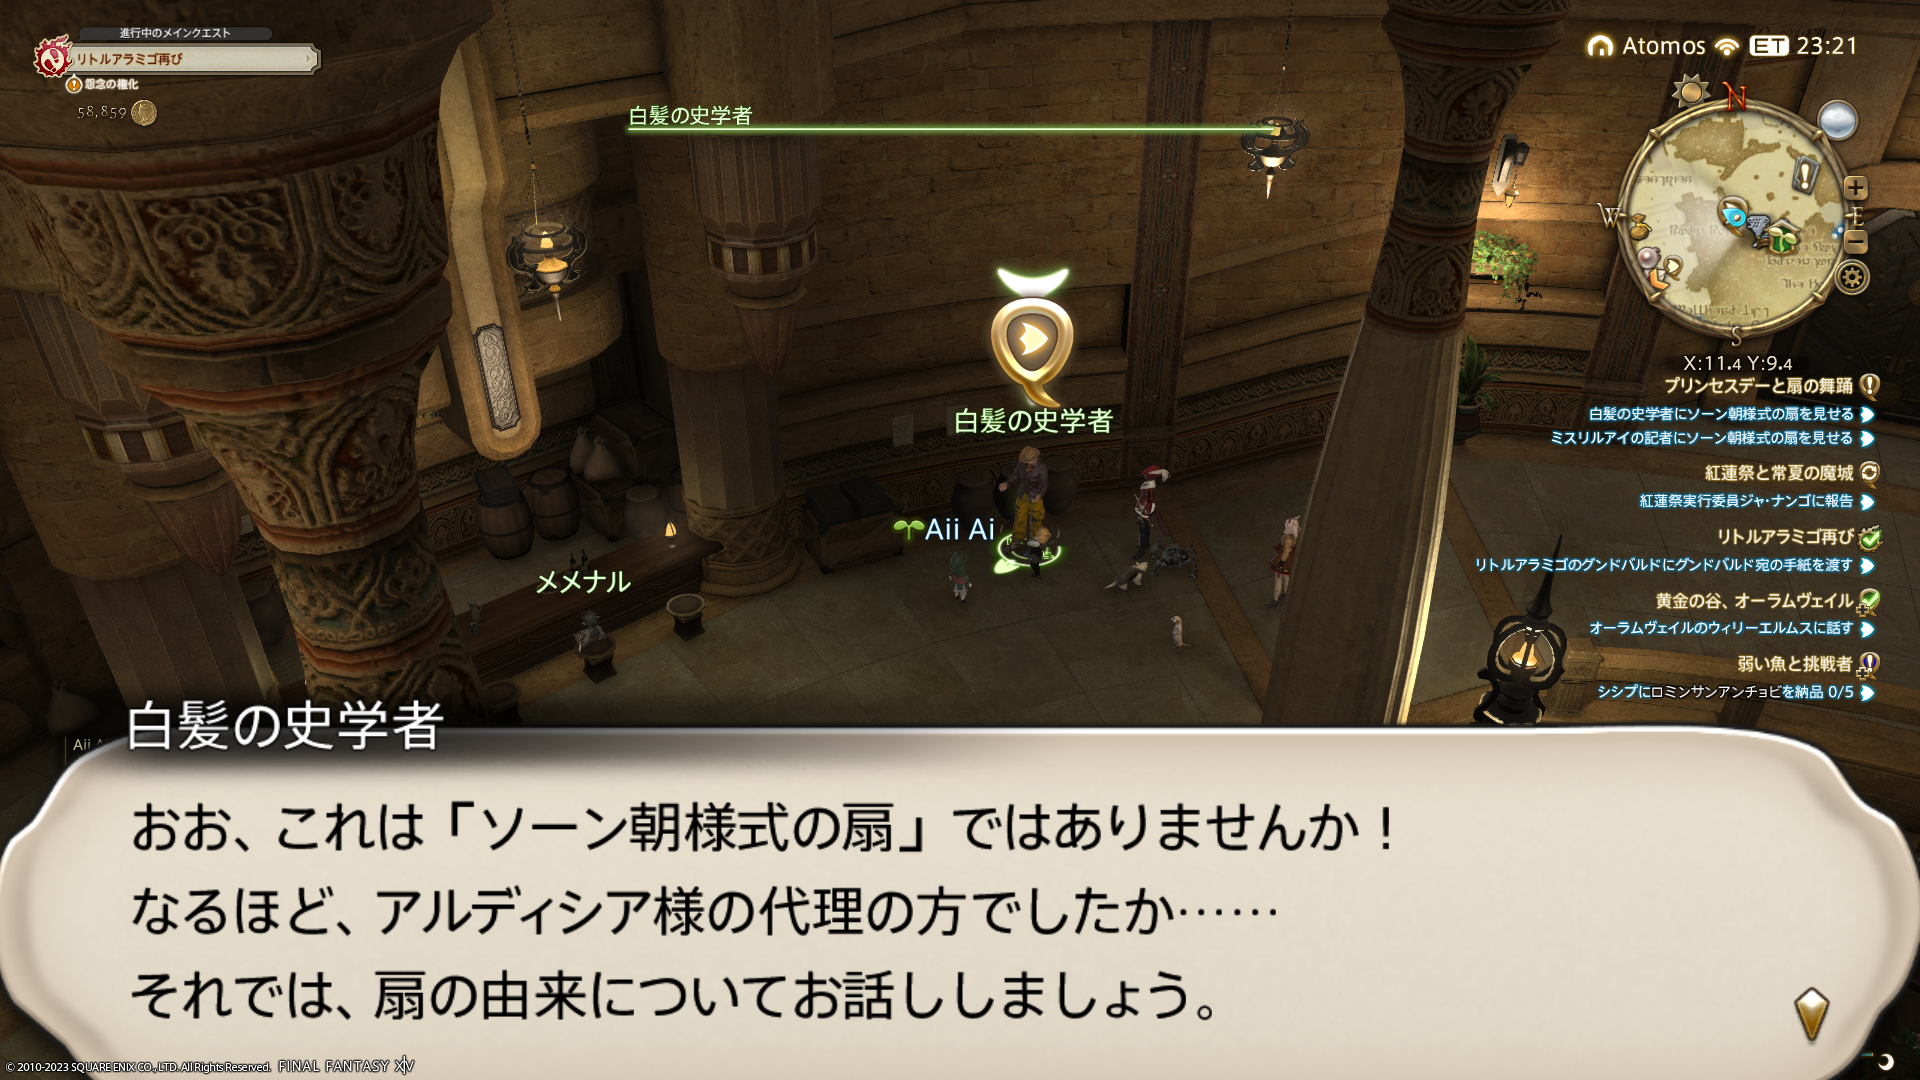 進行中のメインクエスト
リトルアラミゴ再び
怨念の権化
58,859
Atomos ET 23:21
白髪の史学者
N
W
E
S
X:11.4 Y:9.4
プリンセスデーと扇の舞踊
白髪の史学者にソーン朝様式の扇を見せる
ミスリルアイの記者にソーン朝様式の扇を見せる
紅蓮祭と常夏の魔城
紅蓮祭実行委員ジャ・ナンゴに報告
リトルアラミゴ再び
リトルアラミゴのグンドバルドにグンドバルド宛の手紙を渡す
黄金の谷、オーラムヴェイル
オーラムヴェイルのウィリーエルムスに話す
弱い魚と挑戦者
シシプにロミンサンアンチョビを納品 0/5
白髪の史学者
Aii Ai
メメナル
白髪の史学者
おお、これは「ソーン朝様式の扇」ではありませんか！
なるほど、アルディシア様の代理の方でしたか……
それでは、扇の由来についてお話ししましょう。
© 2010-2023 SQUARE ENIX CO., LTD. All Rights Reserved. FINAL FANTASY XIV